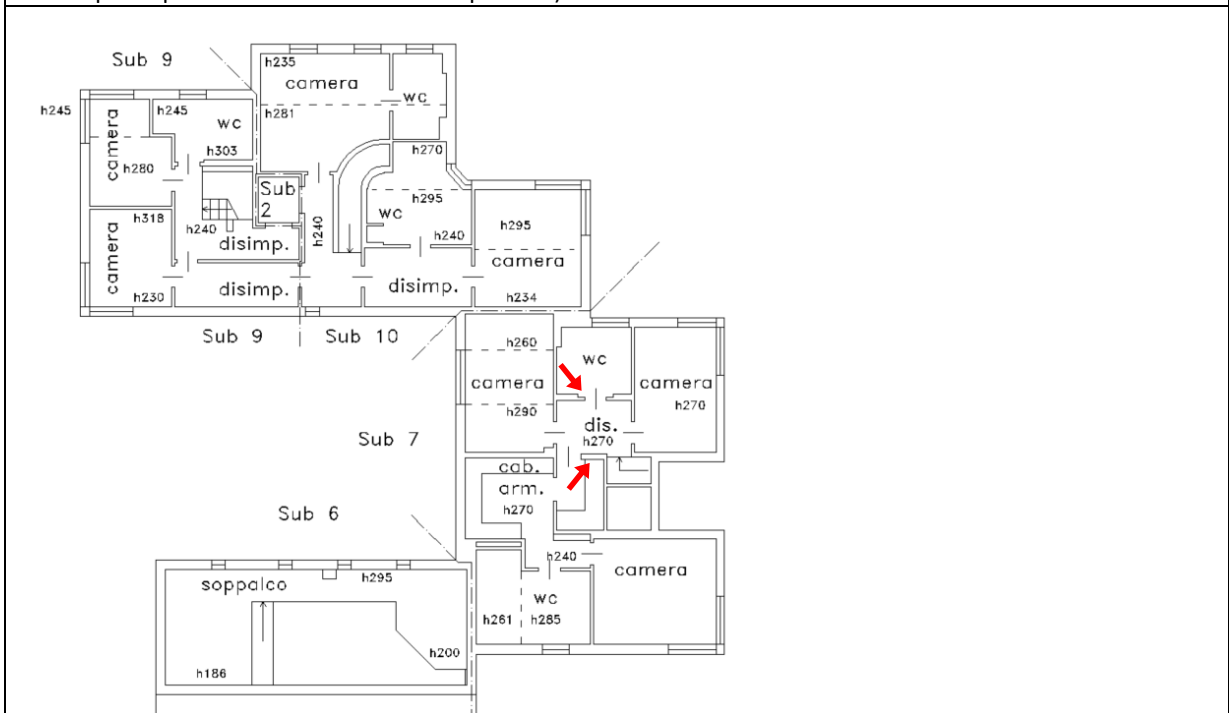 Sub 9
h235
camera
wc
h245
h245
h281
camera
wc
h303
h280
h270
Sub
2
h295
wc
h318
h240
h240
h240
h295
disimp.
camera
camera
h230
disimp.
disimp.
h234
Sub 9
Sub 10
h260
wc
camera
camera
h290
h270
dis.
h270
Sub 7
cab.
arm.
h270
Sub 6
h240
camera
soppalco
h295
wc
h261
h285
h200
h186